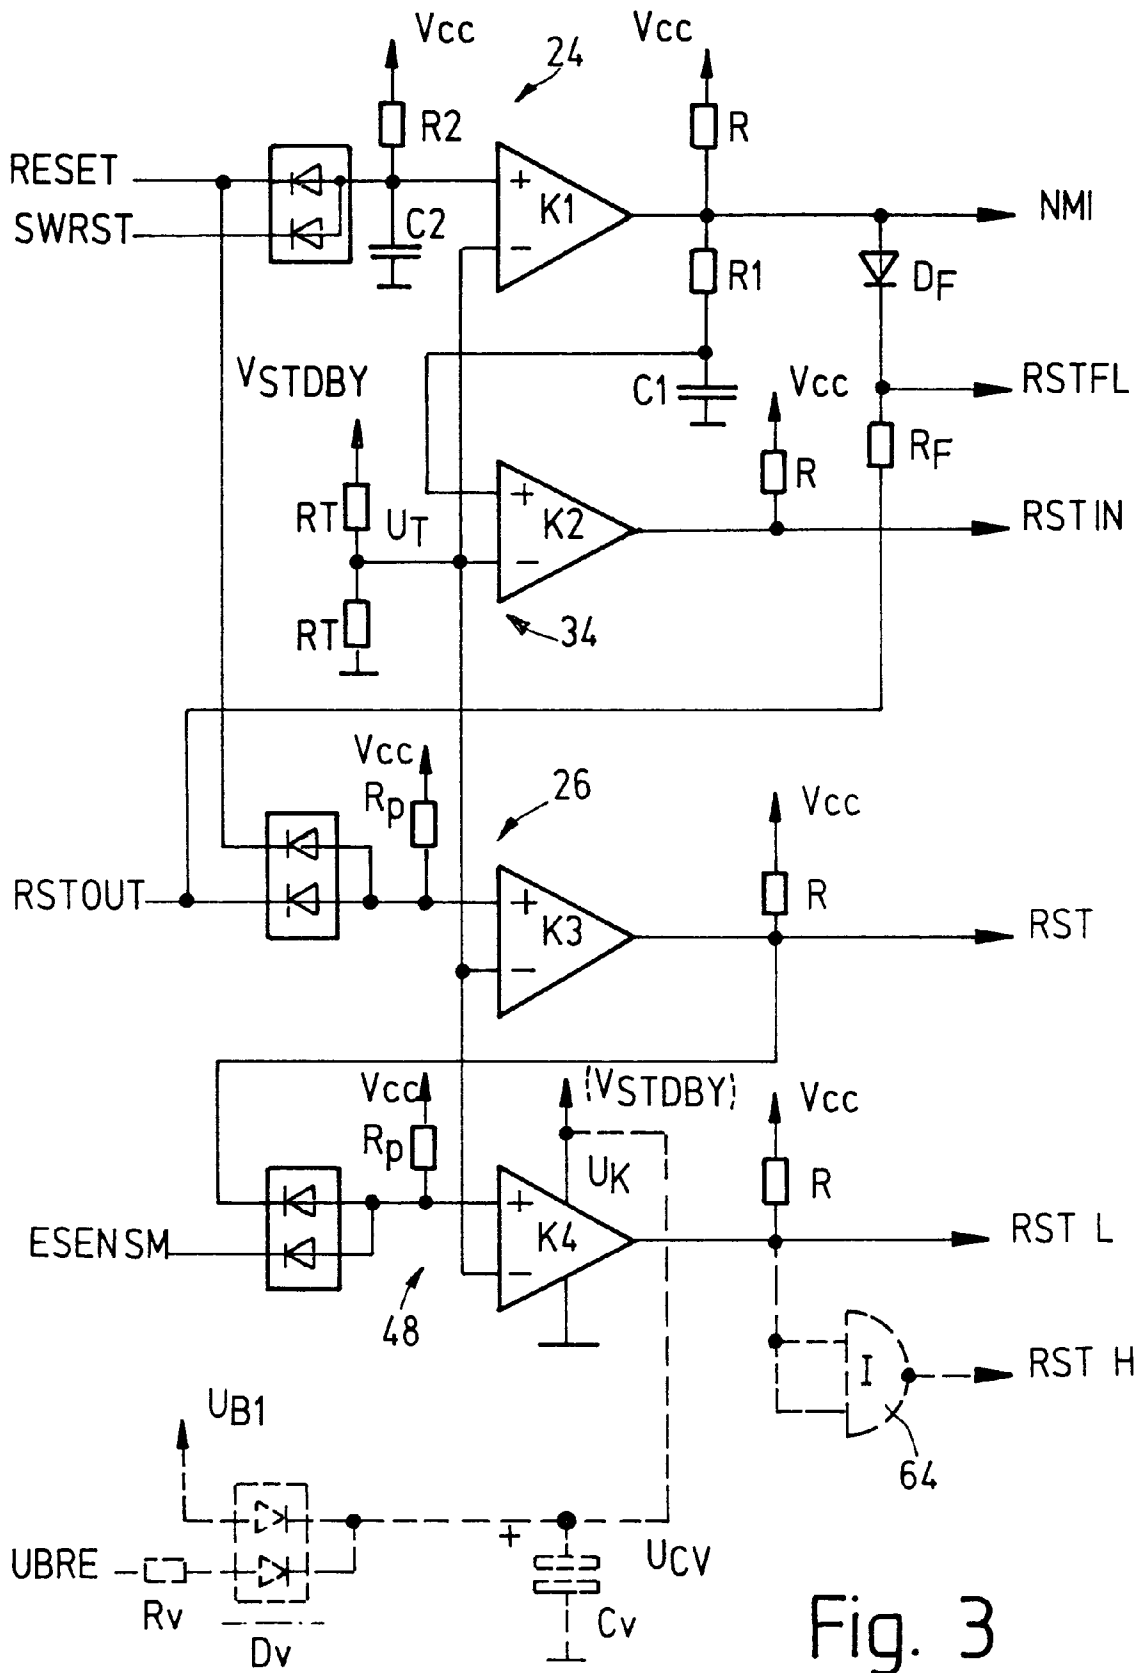 Vcc
Vcc
24
R2
R
RESET
+
K1
NMI
SWRST
C2
−
R1
DF
VSTDBY
C1
Vcc
RSTFL
RF
R
RT
UT
+
K2
−
RSTIN
RT
34
Vcc
Rp
26
Vcc
R
RSTOUT
+
K3
−
RST
Vcc
(VSTDBY)
Vcc
Rp
UK
R
+
K4
−
ESENSM
RST L
48
I
RST H
UB1
64
+
UCV
UBRE
Rv
Cv
Dv
Fig. 3